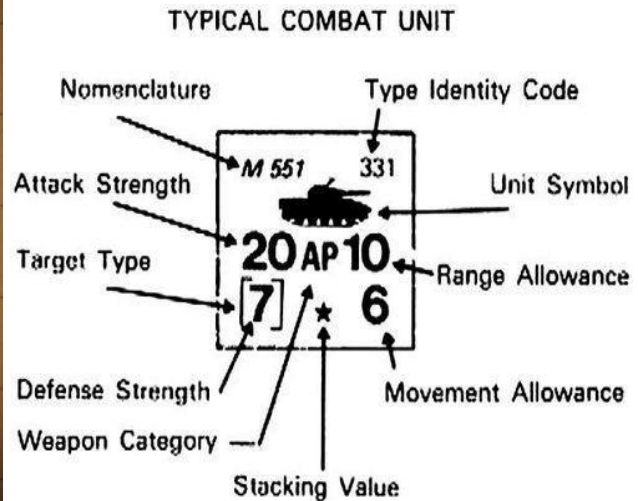 TYPICAL COMBAT UNIT
Nomenclature
Type Identity Code
M 551 331
Attack Strength
Unit Symbol
20 AP 10
Target Type
Range Allowance
[7] ★ 6
Defense Strength
Movement Allowance
Weapon Category
Stacking Value